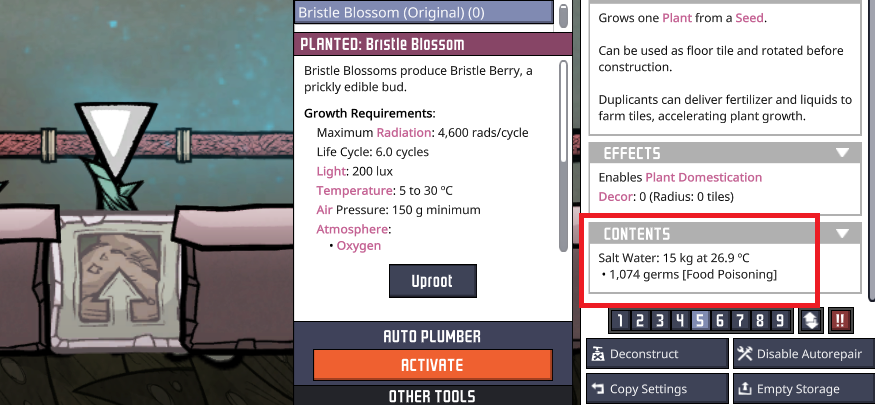 Bristle Blossom (Original) (0)
PLANTED: Bristle Blossom
Bristle Blossoms produce Bristle Berry, a
prickly edible bud.
Growth Requirements:
Maximum Radiation: 4,600 rads/cycle
Life Cycle: 6.0 cycles
Light: 200 lux
Temperature: 5 to 30 ºC
Air Pressure: 150 g minimum
Atmosphere:
• Oxygen
Uproot
AUTO PLUMBER
ACTIVATE
OTHER TOOLS
Grows one Plant from a Seed.
Can be used as floor tile and rotated before
construction.
Duplicants can deliver fertilizer and liquids to
farm tiles, accelerating plant growth.
EFFECTS
Enables Plant Domestication
Decor: 0 (Radius: 0 tiles)
CONTENTS
Salt Water: 15 kg at 26.9 ºC
• 1,074 germs [Food Poisoning]
1 2 3 4 5 6 7 8 9 !!
Deconstruct
Disable Autorepair
Copy Settings
Empty Storage